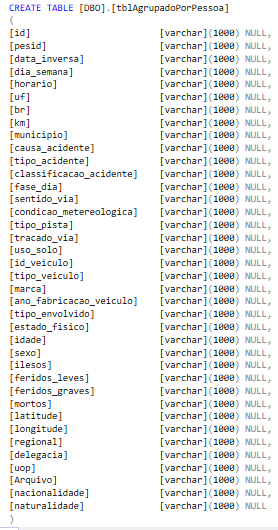 CREATE TABLE [DBO].[tblAgrupadoPorPessoa]
(
[id] [varchar](1000) NULL,
[pesid] [varchar](1000) NULL,
[data_inversa] [varchar](1000) NULL,
[dia_semana] [varchar](1000) NULL,
[horario] [varchar](1000) NULL,
[uf] [varchar](1000) NULL,
[br] [varchar](1000) NULL,
[km] [varchar](1000) NULL,
[municipio] [varchar](1000) NULL,
[causa_acidente] [varchar](1000) NULL,
[tipo_acidente] [varchar](1000) NULL,
[classificacao_acidente] [varchar](1000) NULL,
[fase_dia] [varchar](1000) NULL,
[sentido_via] [varchar](1000) NULL,
[condicao_metereologica] [varchar](1000) NULL,
[tipo_pista] [varchar](1000) NULL,
[tracado_via] [varchar](1000) NULL,
[uso_solo] [varchar](1000) NULL,
[id_veiculo] [varchar](1000) NULL,
[tipo_veiculo] [varchar](1000) NULL,
[marca] [varchar](1000) NULL,
[ano_fabricacao_veiculo] [varchar](1000) NULL,
[tipo_envolvido] [varchar](1000) NULL,
[estado_fisico] [varchar](1000) NULL,
[idade] [varchar](1000) NULL,
[sexo] [varchar](1000) NULL,
[ilesos] [varchar](1000) NULL,
[feridos_leves] [varchar](1000) NULL,
[feridos_graves] [varchar](1000) NULL,
[mortos] [varchar](1000) NULL,
[latitude] [varchar](1000) NULL,
[longitude] [varchar](1000) NULL,
[regional] [varchar](1000) NULL,
[delegacia] [varchar](1000) NULL,
[uop] [varchar](1000) NULL,
[Arquivo] [varchar](1000) NULL,
[nacionalidade] [varchar](1000) NULL,
[naturalidade] [varchar](1000) NULL
)